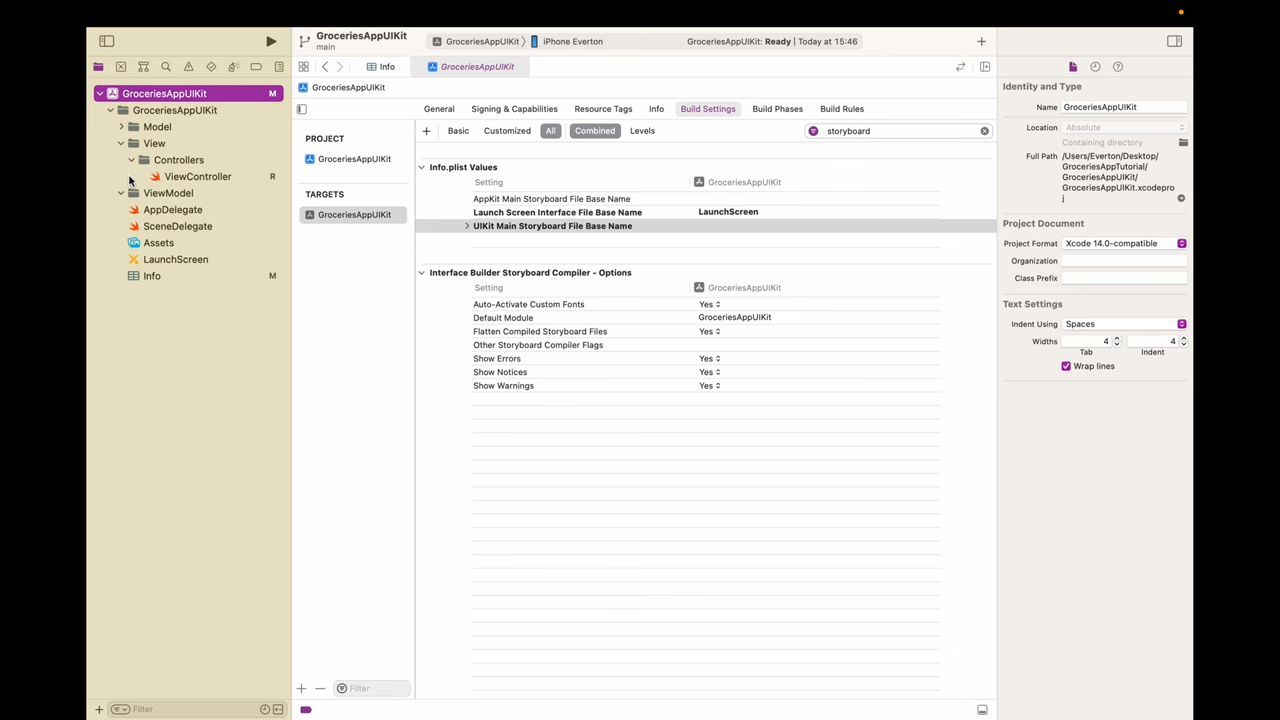 GroceriesAppUIKit
main
GroceriesAppUIKit
iPhone Everton
GroceriesAppUIKit: Ready | Today at 15:46
Info
GroceriesAppUIKit
GroceriesAppUIKit M
GroceriesAppUIKit
Model
View
Controllers
ViewController R
ViewModel
AppDelegate
SceneDelegate
Assets
LaunchScreen
Info M
Filter
GroceriesAppUIKit
General
Signing & Capabilities
Resource Tags
Info
Build Settings
Build Phases
Build Rules
PROJECT
GroceriesAppUIKit
TARGETS
GroceriesAppUIKit
Filter
Basic
Customized
All
Combined
Levels
storyboard
Info.plist Values
Setting GroceriesAppUIKit
AppKit Main Storyboard File Base Name
Launch Screen Interface File Base Name LaunchScreen
UIKit Main Storyboard File Base Name
Interface Builder Storyboard Compiler - Options
Setting GroceriesAppUIKit
Auto-Activate Custom Fonts Yes
Default Module GroceriesAppUIKit
Flatten Compiled Storyboard Files Yes
Other Storyboard Compiler Flags
Show Errors Yes
Show Notices Yes
Show Warnings Yes
Identity and Type
Name GroceriesAppUIKit
Location Absolute
Containing directory
Full Path /Users/Everton/Desktop/
GroceriesAppTutorial/
GroceriesAppUIKit/
GroceriesAppUIKit.xcodepro
j
Project Document
Project Format Xcode 14.0-compatible
Organization
Class Prefix
Text Settings
Indent Using Spaces
Widths 4 4
Tab Indent
Wrap lines